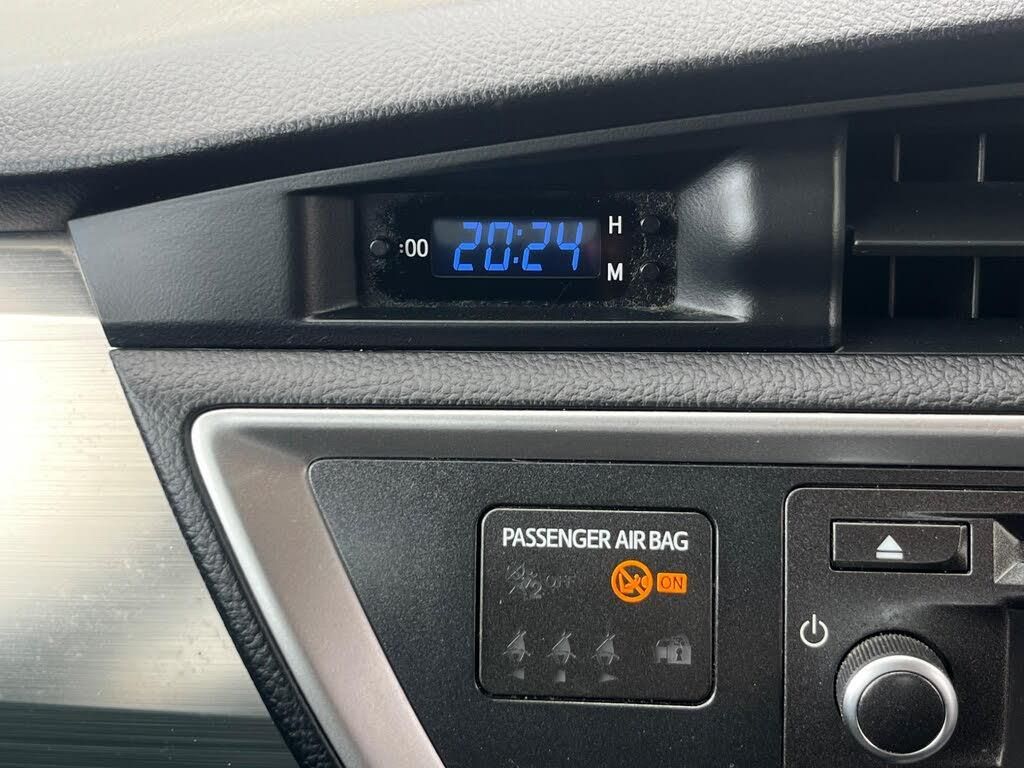 :00 20:24 H
M
PASSENGER AIR BAG
OFF ON